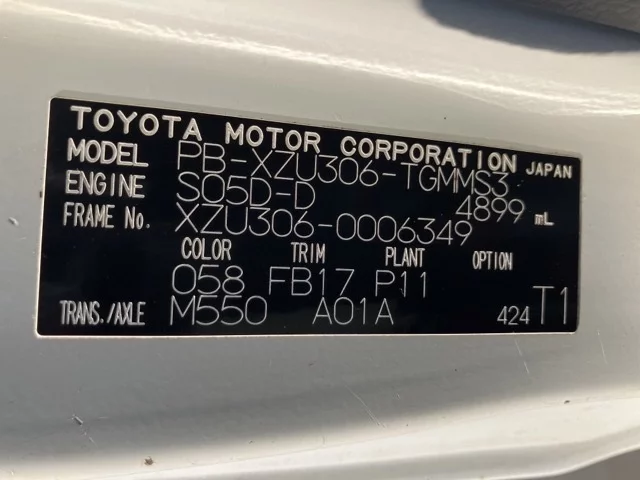 TOYOTA MOTOR CORPORATION JAPAN
MODEL PB-XZU306-TGMMS3
ENGINE S05D-D 4899 mL
FRAME No. XZU306-0006349
COLOR TRIM PLANT OPTION
058 FB17 P11
TRANS./AXLE M550 A01A 424 T1